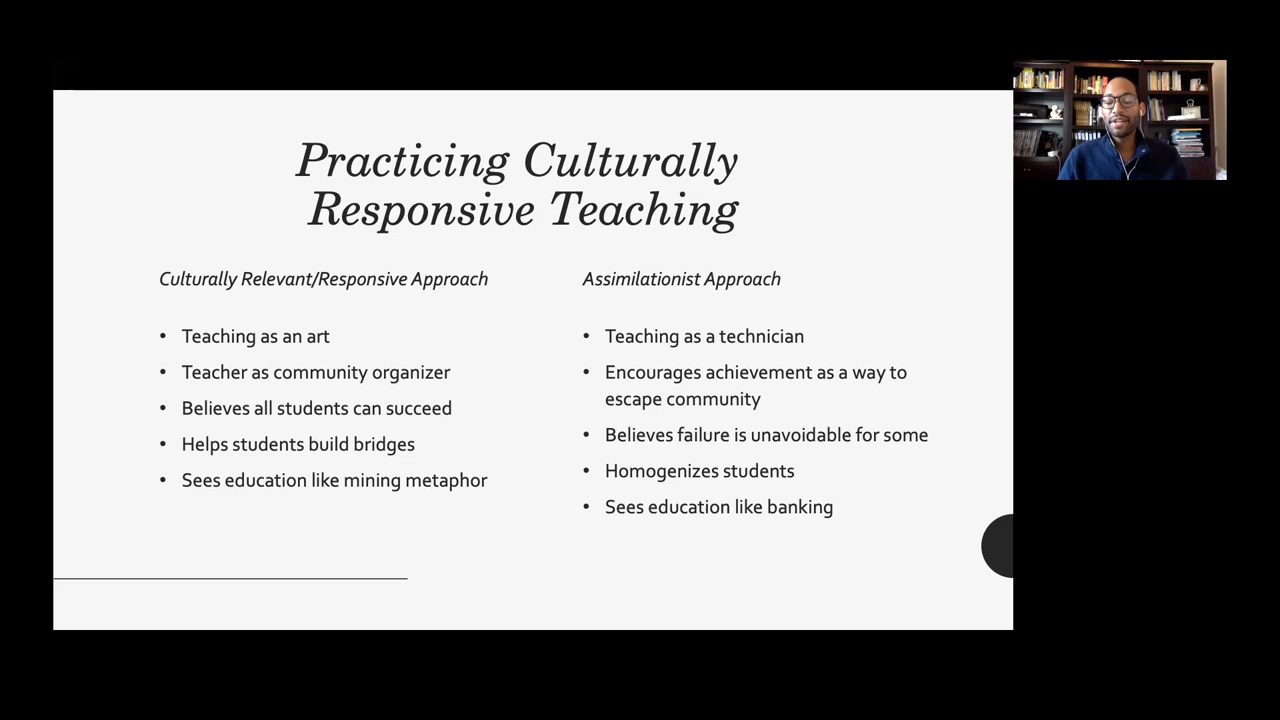 Practicing Culturally
Responsive Teaching
Culturally Relevant/Responsive Approach
• Teaching as an art
• Teacher as community organizer
• Believes all students can succeed
• Helps students build bridges
• Sees education like mining metaphor
Assimilationist Approach
• Teaching as a technician
• Encourages achievement as a way to
escape community
• Believes failure is unavoidable for some
• Homogenizes students
• Sees education like banking